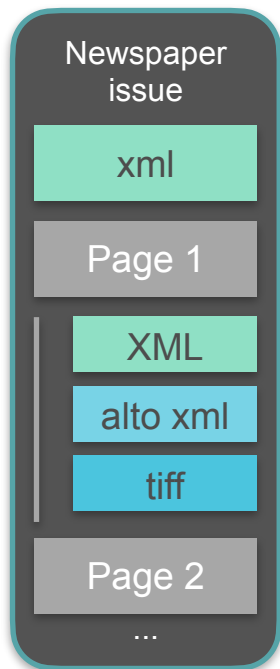 Newspaper
issue
xml
Page 1
XML
alto xml
tiff
Page 2
...